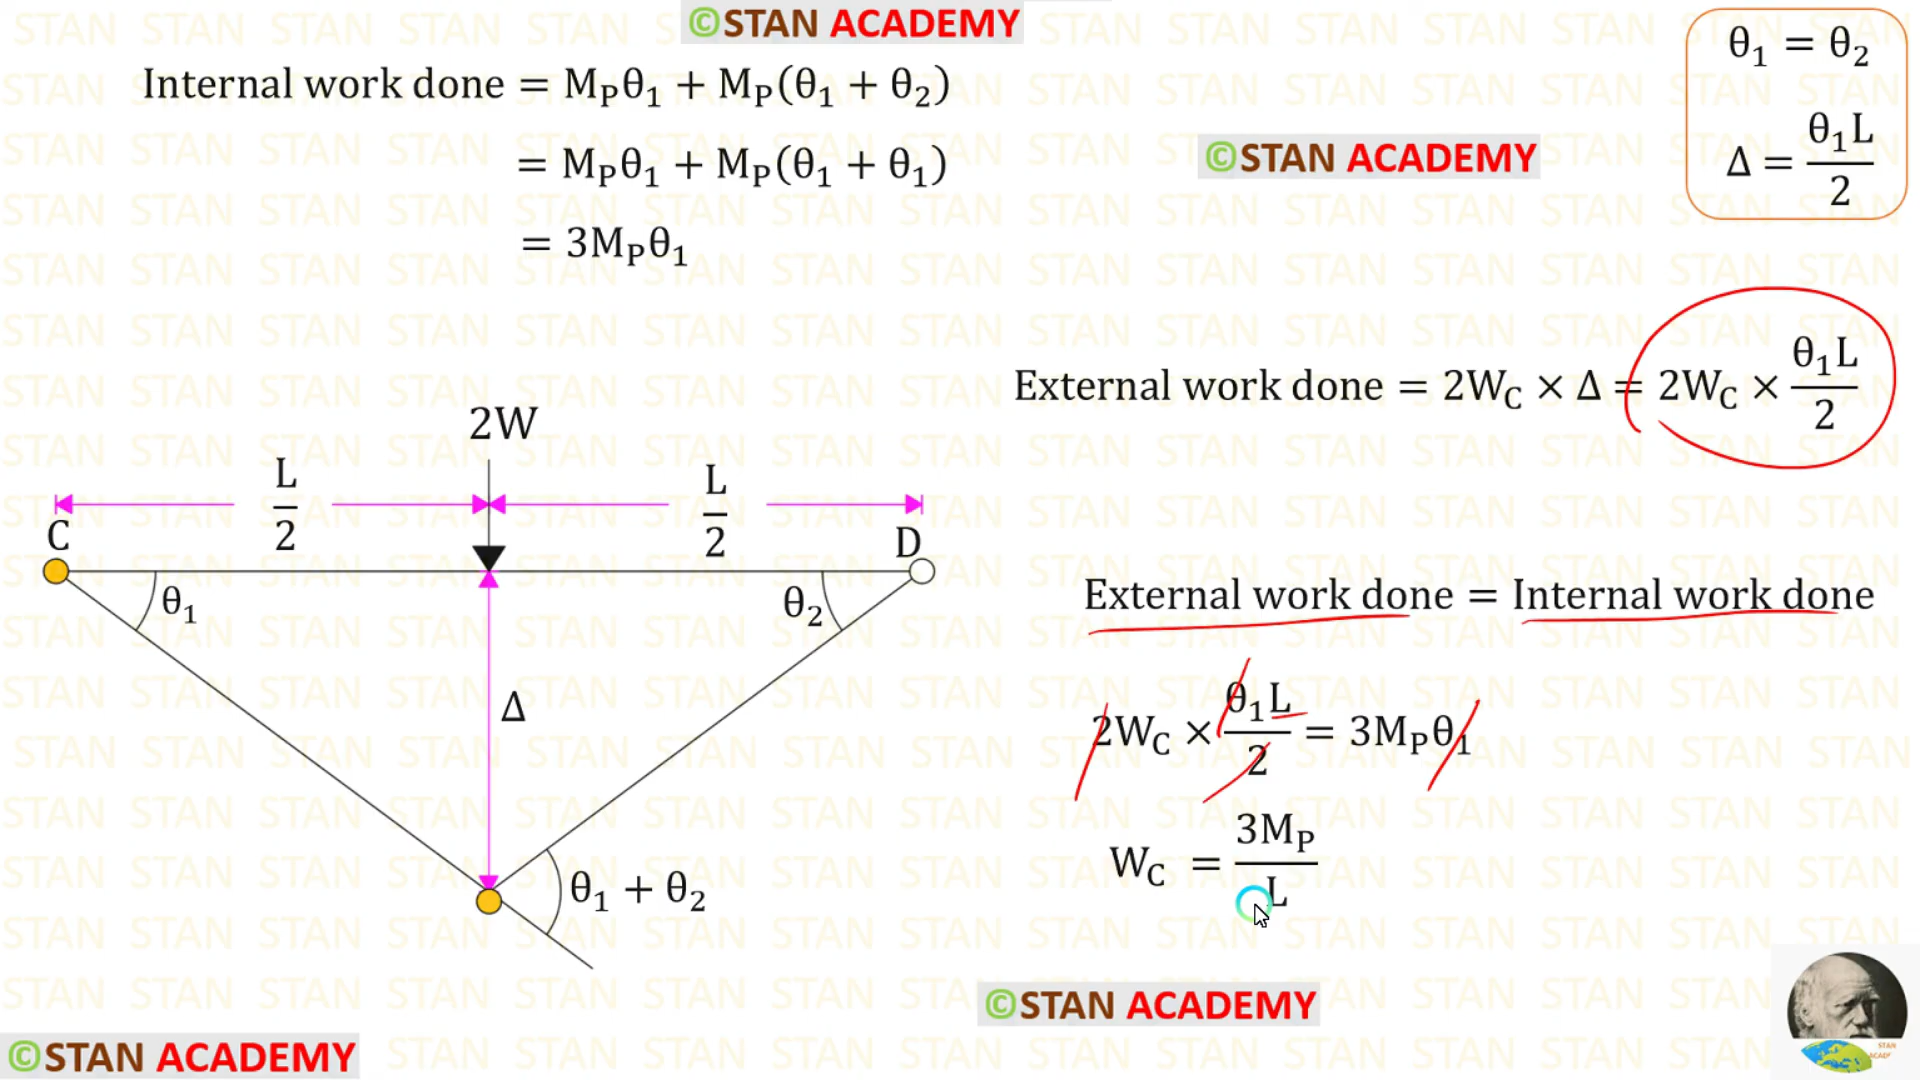 ©STAN ACADEMY
θ₁ = θ₂
Δ = θ₁L/2
Internal work done = M_Pθ₁ + M_P(θ₁ + θ₂)
= M_Pθ₁ + M_P(θ₁ + θ₁)
= 3M_Pθ₁
©STAN ACADEMY
External work done = 2W_C × Δ = 2W_C × θ₁L/2
2W
L/2
L/2
C
D
θ₁
θ₂
Δ
θ₁ + θ₂
External work done = Internal work done
2W_C × θ₁L/2 = 3M_Pθ₁
W_C = 3M_P/L
©STAN ACADEMY
©STAN ACADEMY
STAN